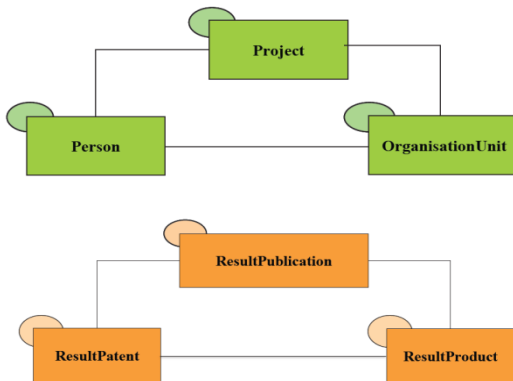 Project
Person
OrganisationUnit
ResultPublication
ResultPatent
ResultProduct